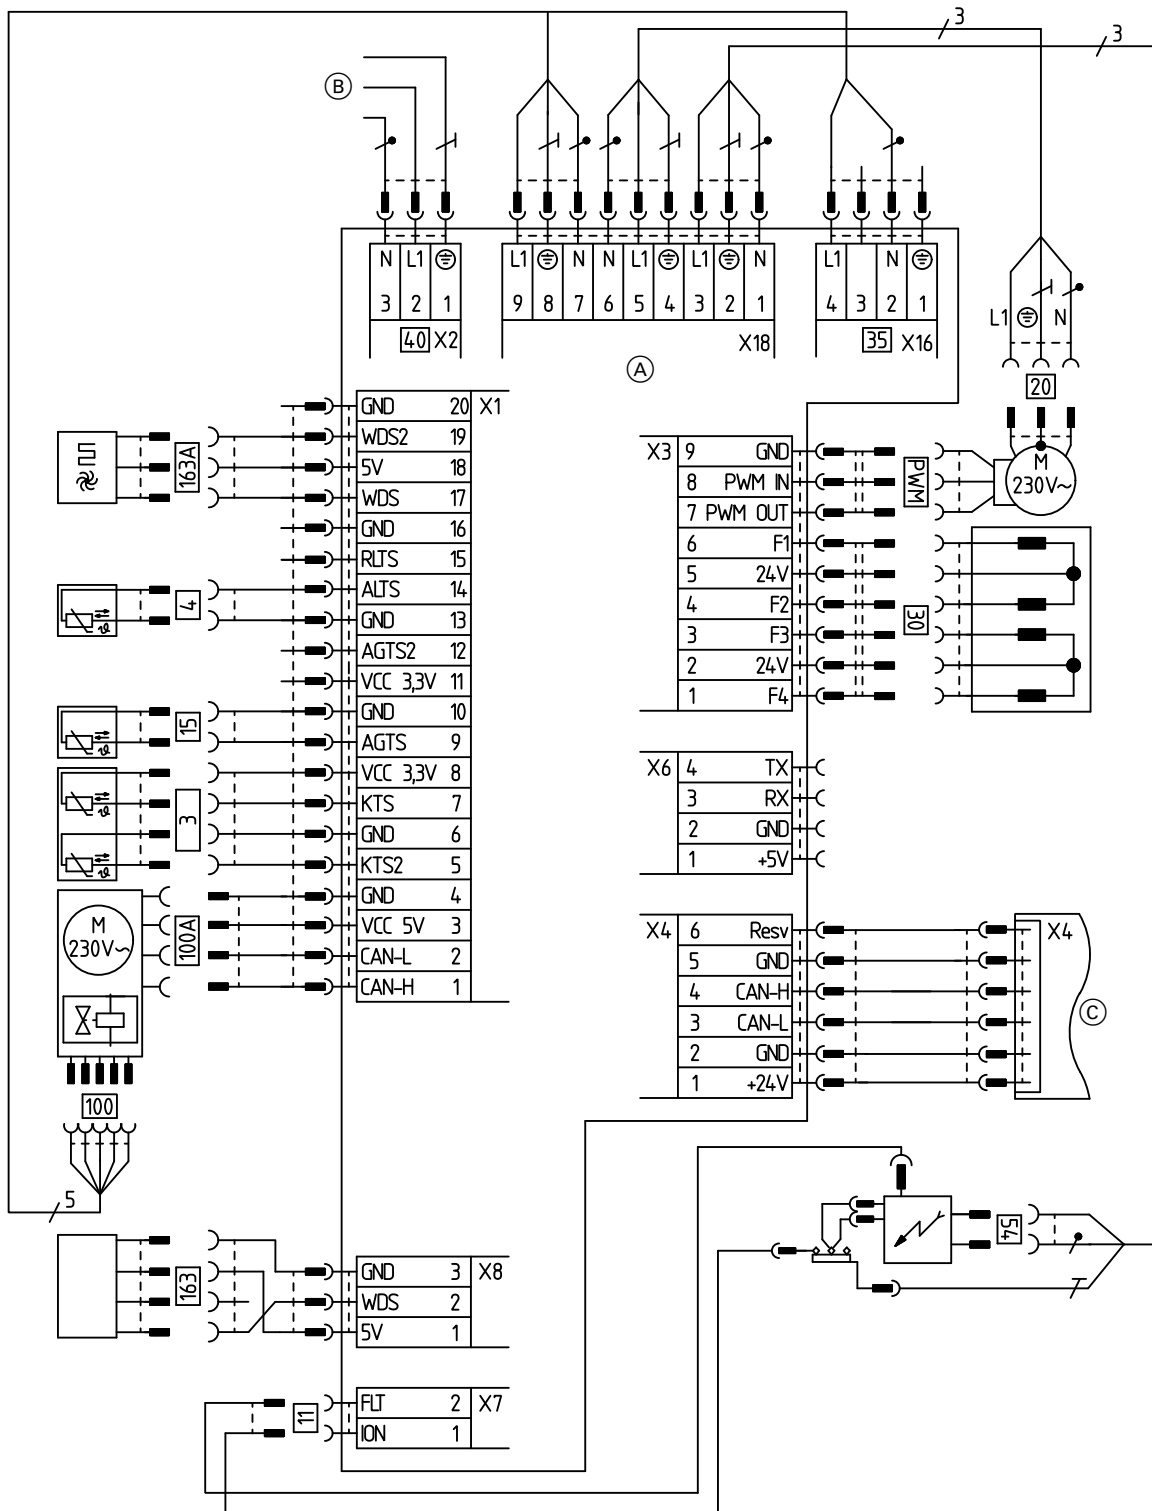 3
3
B
N L1
3 2 1
40 X2
L1 N N L1 L1 N
9 8 7 6 5 4 3 2 1
X18
L1 N
4 3 2 1
35 X16
A
L1 N
20
M
230V~
GND 20 X1
WDS2 19
5V 18
WDS 17
GND 16
RLTS 15
ALTS 14
GND 13
AGTS2 12
VCC 3,3V 11
GND 10
AGTS 9
VCC 3,3V 8
KTS 7
GND 6
KTS2 5
GND 4
VCC 5V 3
CAN-L 2
CAN-H 1
163A
4
ϑ
15
ϑ
3
ϑ
ϑ
100A
M
230V~
100
5
X3 9 GND
8 PWM IN
7 PWM OUT
6 F1
5 24V
4 F2
3 F3
2 24V
1 F4
PWM
30
X6 4 TX
3 RX
2 GND
1 +5V
X4 6 Resv
5 GND
4 CAN-H
3 CAN-L
2 GND
1 +24V
X4
C
54
163
GND 3 X8
WDS 2
5V 1
11
FLT 2 X7
ION 1